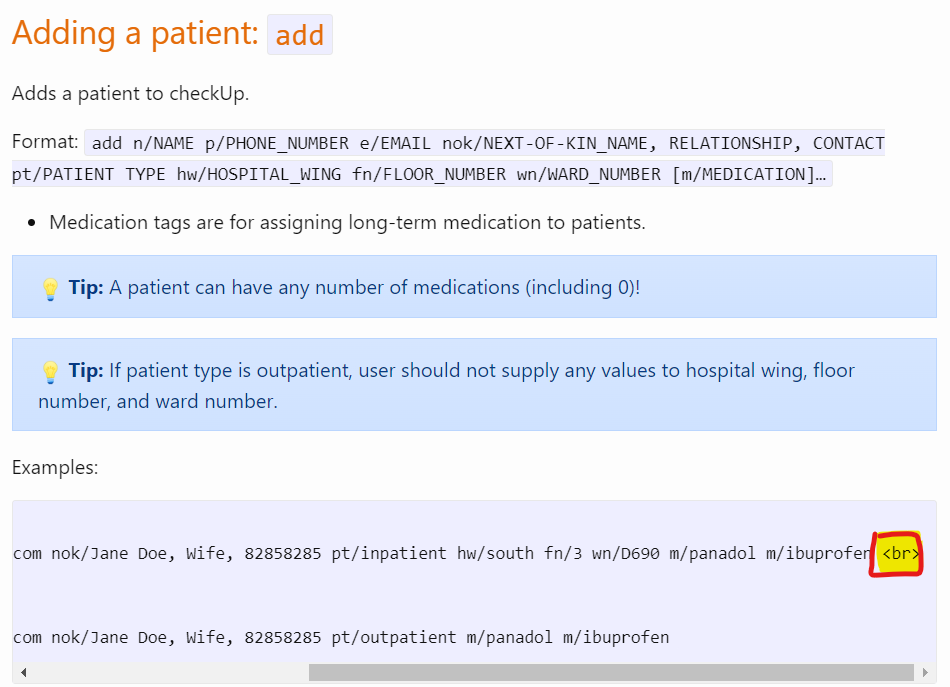 Adding a patient: add
Adds a patient to checkUp.
Format: add n/NAME p/PHONE_NUMBER e/EMAIL nok/NEXT-OF-KIN_NAME, RELATIONSHIP, CONTACT
pt/PATIENT TYPE hw/HOSPITAL_WING fn/FLOOR_NUMBER wn/WARD_NUMBER [m/MEDICATION]…
• Medication tags are for assigning long-term medication to patients.
💡 Tip: A patient can have any number of medications (including 0)!
💡 Tip: If patient type is outpatient, user should not supply any values to hospital wing, floor
number, and ward number.
Examples:
com nok/Jane Doe, Wife, 82858285 pt/inpatient hw/south fn/3 wn/D690 m/panadol m/ibuprofen <br>
com nok/Jane Doe, Wife, 82858285 pt/outpatient m/panadol m/ibuprofen